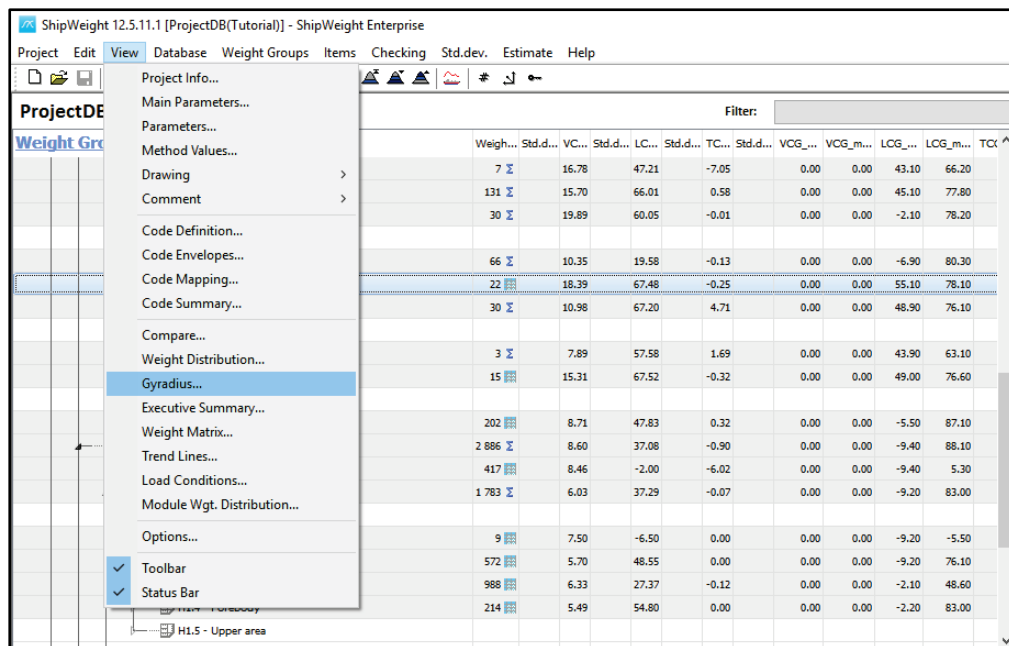 ShipWeight 12.5.11.1 [ProjectDB(Tutorial)] - ShipWeight Enterprise
Project Edit View Database Weight Groups Items Checking Std.dev. Estimate Help
ProjectDB
Filter:
Weight Gro
Weigh... Std.d... VC... Std.d... LC... Std.d... TC... Std.d... VCG_... VCG_m... LCG_... LCG_m... TCG
Project Info...
Main Parameters...
Parameters...
Method Values...
Drawing
Comment
Code Definition...
Code Envelopes...
Code Mapping...
Code Summary...
Compare...
Weight Distribution...
Gyradius...
Executive Summary...
Weight Matrix...
Trend Lines...
Load Conditions...
Module Wgt. Distribution...
Options...
Toolbar
Status Bar
7 Σ 16.78 47.21 -7.05 0.00 0.00 43.10 66.20
131 Σ 15.70 66.01 0.58 0.00 0.00 45.10 77.80
30 Σ 19.89 60.05 -0.01 0.00 0.00 -2.10 78.20
66 Σ 10.35 19.58 -0.13 0.00 0.00 -6.90 80.30
22 18.39 67.48 -0.25 0.00 0.00 55.10 78.10
30 Σ 10.98 67.20 4.71 0.00 0.00 48.90 76.10
3 Σ 7.89 57.58 1.69 0.00 0.00 43.90 63.10
15 15.31 67.52 -0.32 0.00 0.00 49.00 76.60
202 8.71 47.83 0.32 0.00 0.00 -5.50 87.10
2 886 Σ 8.60 37.08 -0.90 0.00 0.00 -9.40 88.10
417 8.46 -2.00 -6.02 0.00 0.00 -9.40 5.30
1 783 Σ 6.03 37.29 -0.07 0.00 0.00 -9.20 83.00
9 7.50 -6.50 0.00 0.00 0.00 -9.20 -5.50
572 5.70 48.55 0.00 0.00 0.00 -9.20 76.10
988 6.33 27.37 -0.12 0.00 0.00 -2.10 48.60
214 5.49 54.80 0.00 0.00 0.00 -2.20 83.00
H1.5 - Upper area